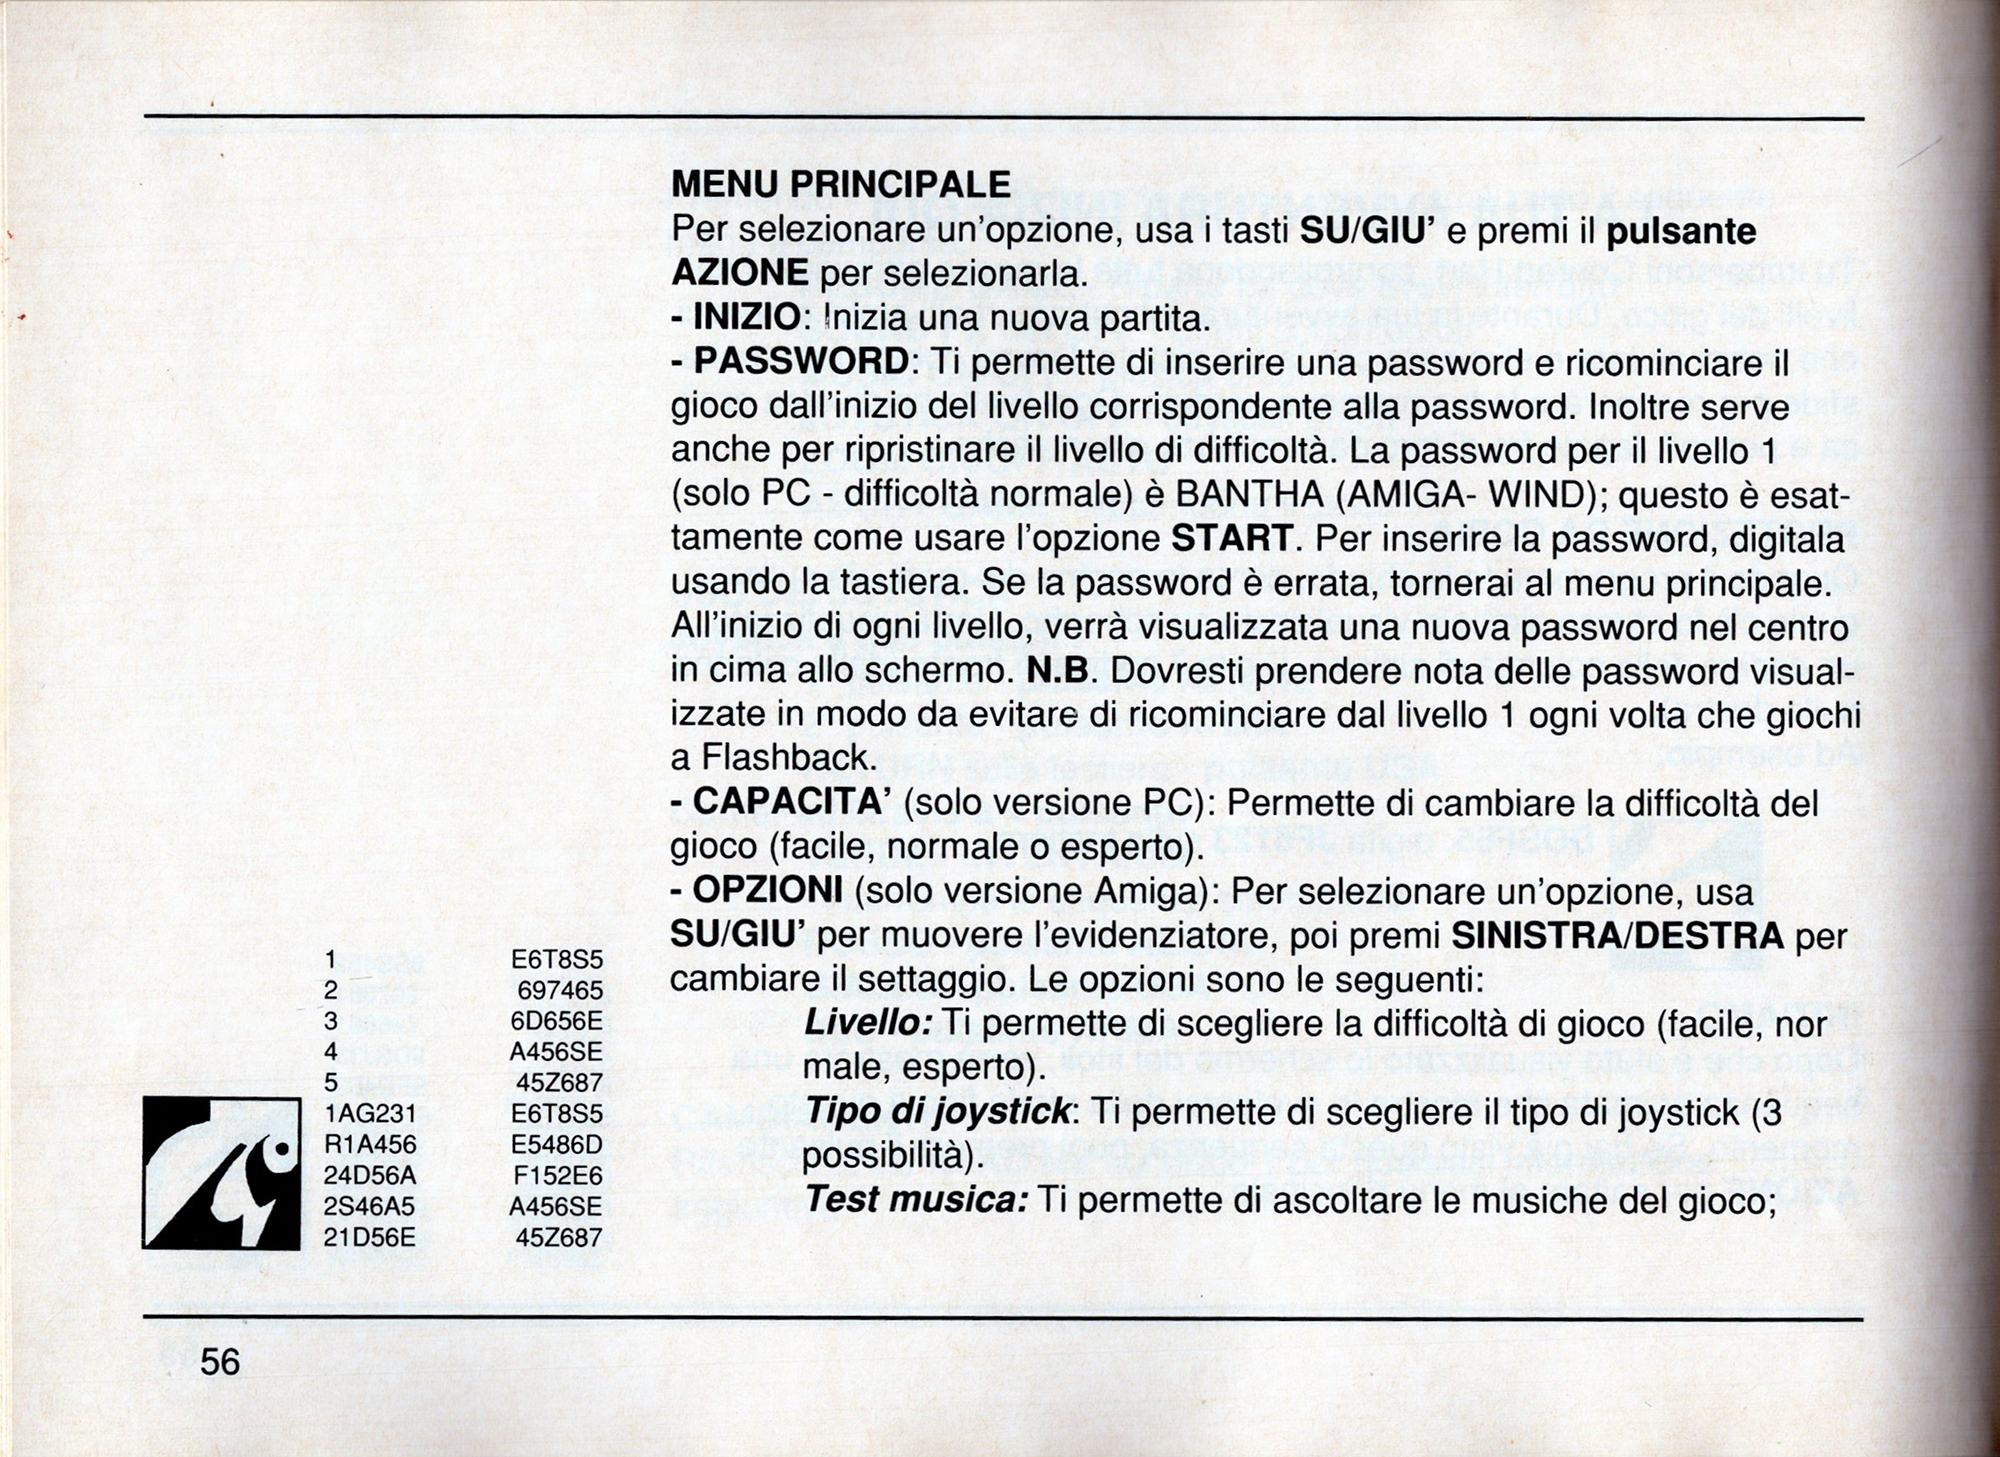 MENU PRINCIPALE
Per selezionare un'opzione, usa i tasti SU/GIU' e premi il pulsante
AZIONE per selezionarla.
- INIZIO: Inizia una nuova partita.
- PASSWORD: Ti permette di inserire una password e ricominciare il
gioco dall'inizio del livello corrispondente alla password. Inoltre serve
anche per ripristinare il livello di difficoltà. La password per il livello 1
(solo PC - difficoltà normale) è BANTHA (AMIGA- WIND); questo è esat-
tamente come usare l'opzione START. Per inserire la password, digitala
usando la tastiera. Se la password è errata, tornerai al menu principale.
All'inizio di ogni livello, verrà visualizzata una nuova password nel centro
in cima allo schermo. N.B. Dovresti prendere nota delle password visual-
izzate in modo da evitare di ricominciare dal livello 1 ogni volta che giochi
a Flashback.
- CAPACITA' (solo versione PC): Permette di cambiare la difficoltà del
gioco (facile, normale o esperto).
- OPZIONI (solo versione Amiga): Per selezionare un'opzione, usa
SU/GIU' per muovere l'evidenziatore, poi premi SINISTRA/DESTRA per
cambiare il settaggio. Le opzioni sono le seguenti:
Livello: Ti permette di scegliere la difficoltà di gioco (facile, nor
male, esperto).
Tipo di joystick: Ti permette di scegliere il tipo di joystick (3
possibilità).
Test musica: Ti permette di ascoltare le musiche del gioco;
1 E6T8S5
2 697465
3 6D656E
4 A456SE
5 45Z687
1AG231 E6T8S5
R1A456 E5486D
24D56A F152E6
2S46A5 A456SE
21D56E 45Z687
56